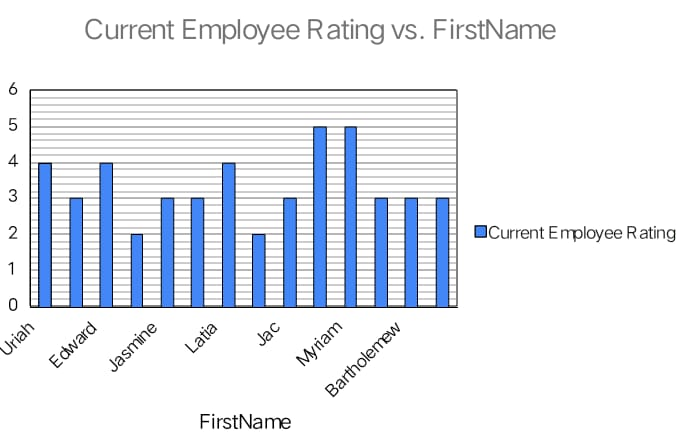 Current Employee Rating vs. FirstName
6
5
4
3
2
1
0
Current Employee Rating
Uriah
Edward
Jasmine
Latia
Jac
Myriam
Bartholemew
FirstName